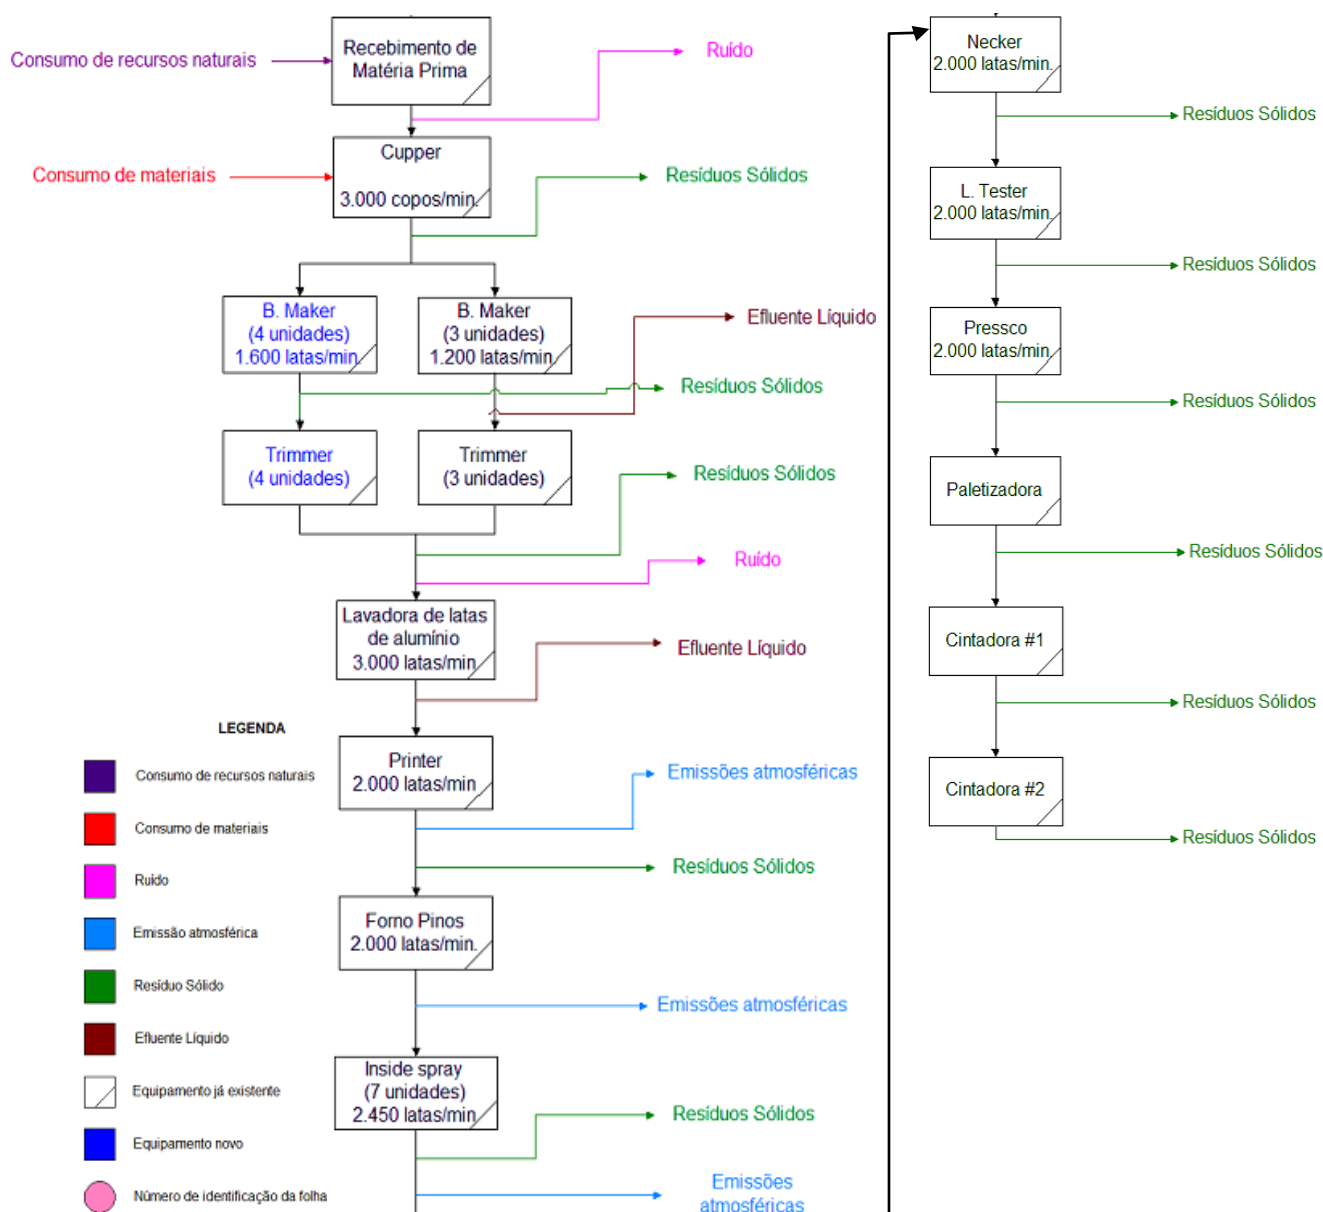 Recebimento de
Matéria Prima
Consumo de recursos naturais
Ruído
Cupper
3.000 copos/min.
Consumo de materiais
Resíduos Sólidos
B. Maker
(4 unidades)
1.600 latas/min.
B. Maker
(3 unidades)
1.200 latas/min.
Efluente Líquido
Resíduos Sólidos
Trimmer
(4 unidades)
Trimmer
(3 unidades)
Resíduos Sólidos
Ruído
Lavadora de latas
de alumínio
3.000 latas/min
Efluente Líquido
Printer
2.000 latas/min
Emissões atmosféricas
Resíduos Sólidos
Forno Pinos
2.000 latas/min.
Emissões atmosféricas
Inside spray
(7 unidades)
2.450 latas/min
Resíduos Sólidos
Emissões
atmosféricas
LEGENDA
Consumo de recursos naturais
Consumo de materiais
Ruído
Emissão atmosférica
Resíduo Sólido
Efluente Líquido
Equipamento já existente
Equipamento novo
Número de identificação da folha
Necker
2.000 latas/min.
Resíduos Sólidos
L. Tester
2.000 latas/min.
Resíduos Sólidos
Pressco
2.000 latas/min.
Resíduos Sólidos
Paletizadora
Resíduos Sólidos
Cintadora #1
Resíduos Sólidos
Cintadora #2
Resíduos Sólidos